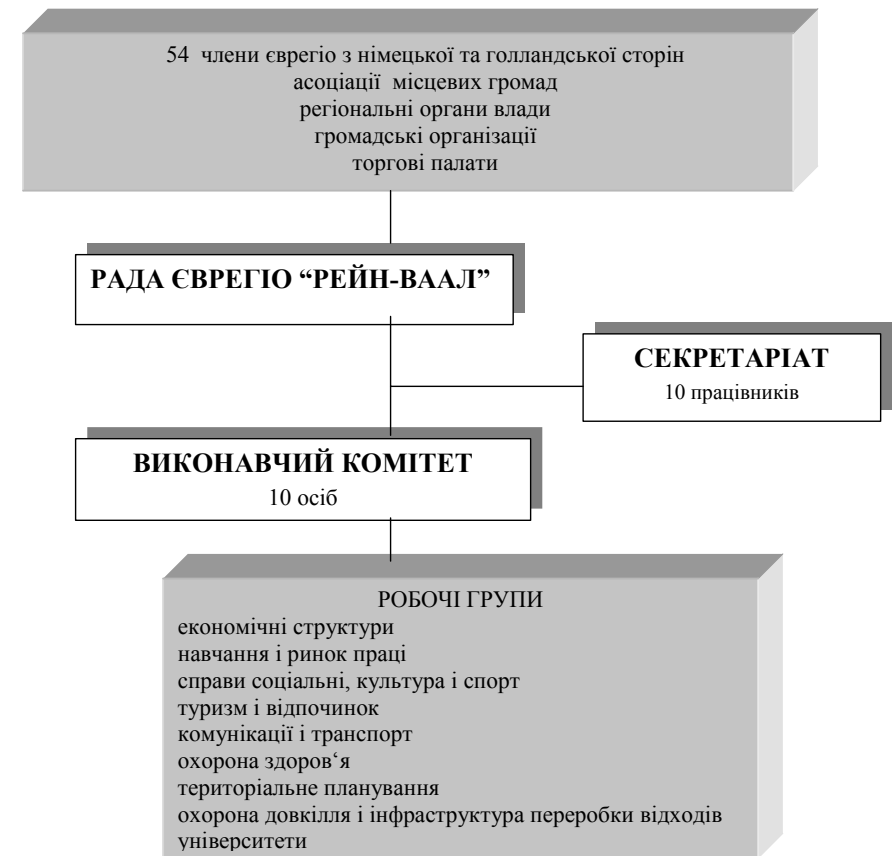 54 члени єврегіо з німецької та голландської сторін
асоціації місцевих громад
регіональні органи влади
громадські організації
торгові палати
РАДА ЄВРЕГІО “РЕЙН-ВААЛ”
СЕКРЕТАРІАТ
10 працівників
ВИКОНАВЧИЙ КОМІТЕТ
10 осіб
РОБОЧІ ГРУПИ
економічні структури
навчання і ринок праці
справи соціальні, культура і спорт
туризм і відпочинок
комунікації і транспорт
охорона здоров‘я
територіальне планування
охорона довкілля і інфраструктура переробки відходів
університети